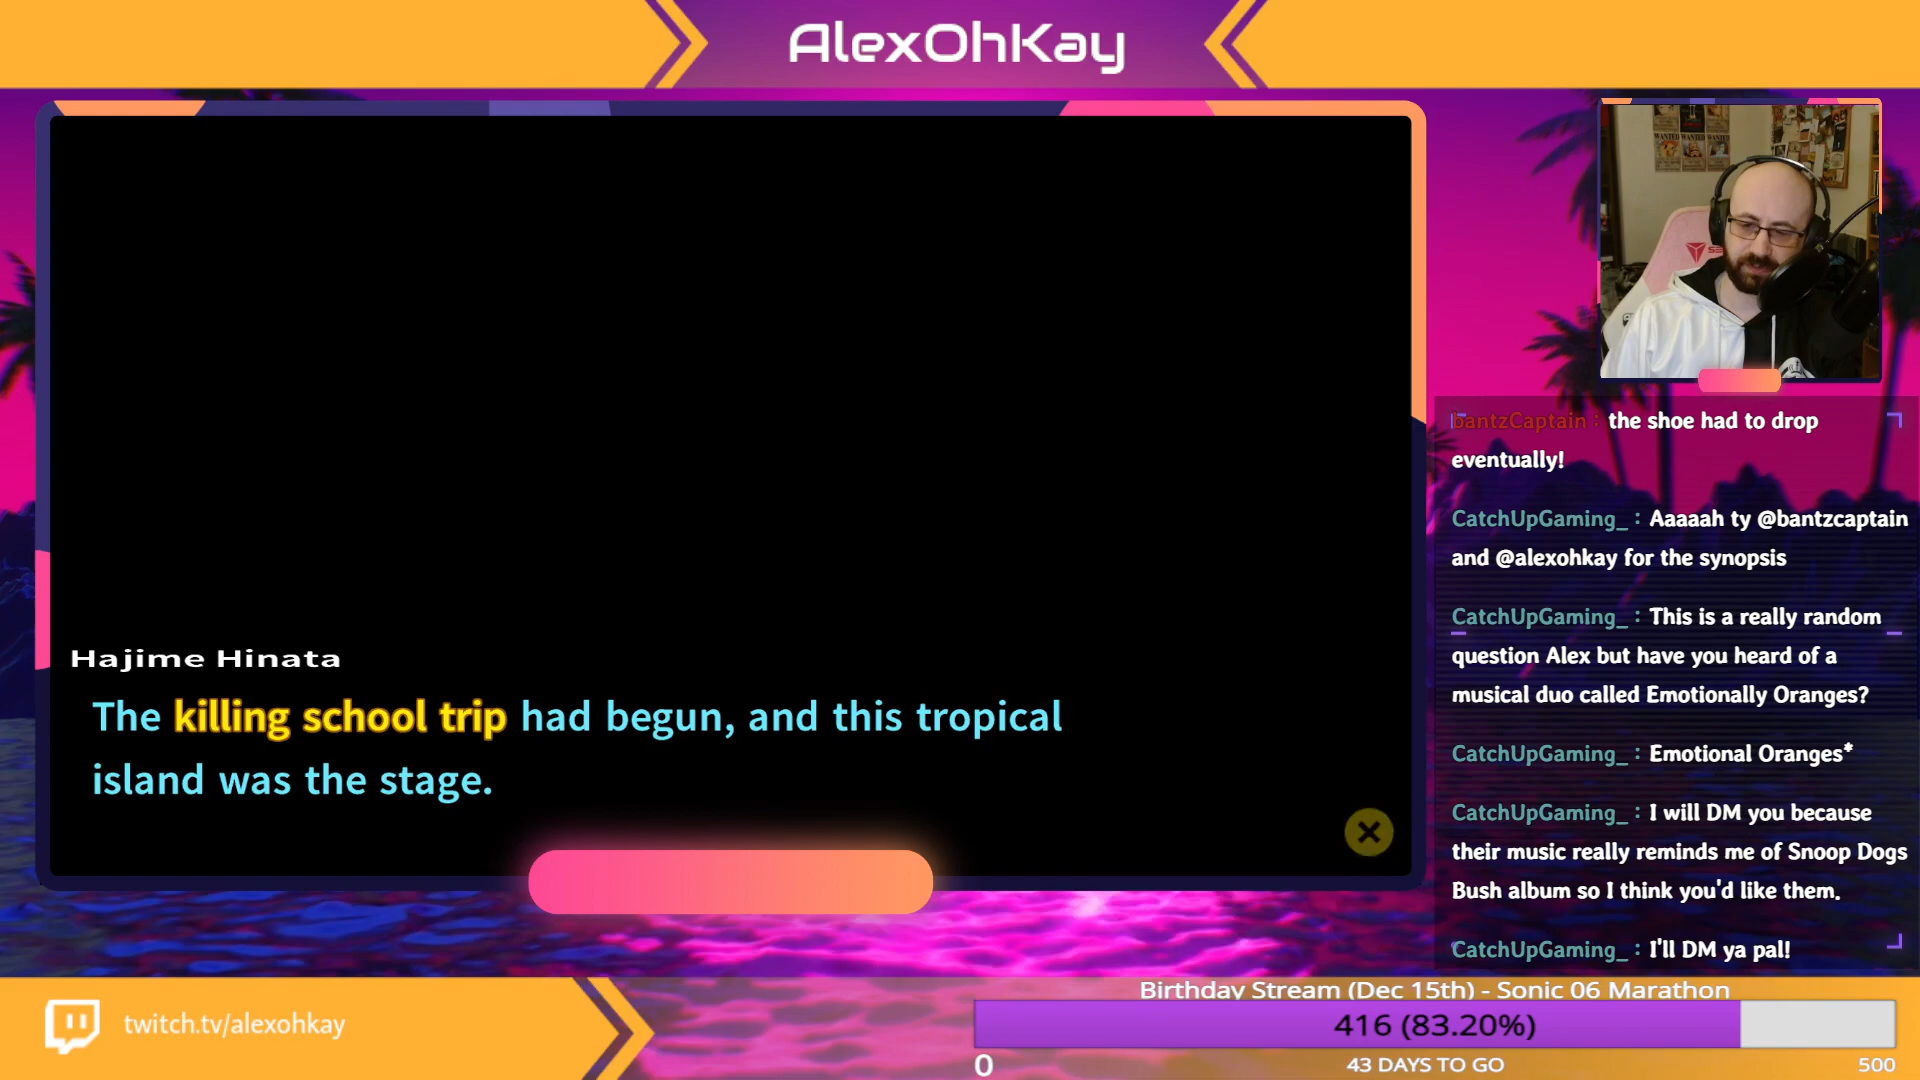 AlexOhKay
WANTED WANTED WANTED
Hajime Hinata
The killing school trip had begun, and this tropical
island was the stage.
bantzCaptain : the shoe had to drop
eventually!
CatchUpGaming_ : Aaaaah ty @bantzcaptain
and @alexohkay for the synopsis
CatchUpGaming_ : This is a really random
question Alex but have you heard of a
musical duo called Emotionally Oranges?
CatchUpGaming_ : Emotional Oranges*
CatchUpGaming_ : I will DM you because
their music really reminds me of Snoop Dogs
Bush album so I think you'd like them.
CatchUpGaming_ : I'll DM ya pal!
twitch.tv/alexohkay
Birthday Stream (Dec 15th) - Sonic 06 Marathon
416 (83.20%)
0
43 DAYS TO GO
500